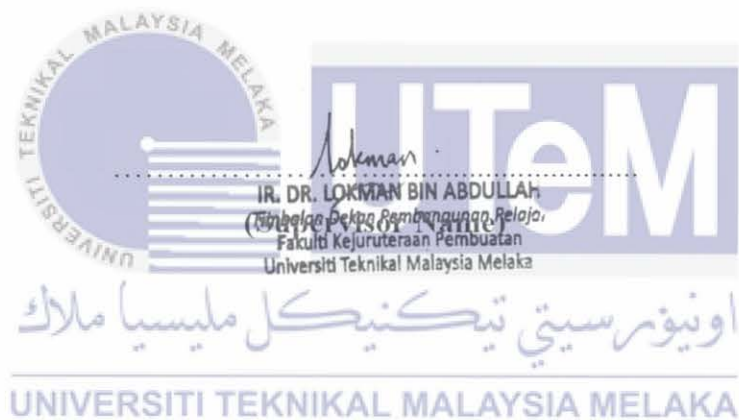 UNIVERSITI TEKNIKAL MALAYSIA MELAKA
UTeM
Lokman
IR. DR. LOKMAN BIN ABDULLAH
Timbalan Dekan Pembangunan Pelajar
(Supervisor Name)
Fakulti Kejuruteraan Pembuatan
Universiti Teknikal Malaysia Melaka
اونيۏرسيتي تيكنيكل مليسيا ملاك
UNIVERSITI TEKNIKAL MALAYSIA MELAKA